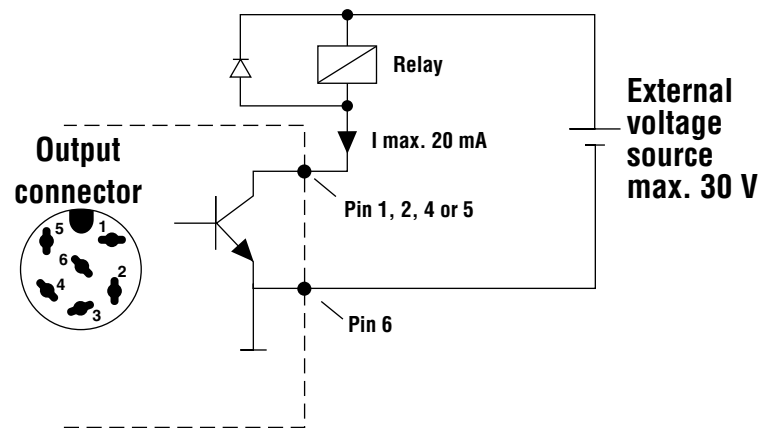 Relay
External
voltage
source
max. 30 V
I max. 20 mA
Output
connector
Pin 1, 2, 4 or 5
5
1
6
2
4
3
Pin 6